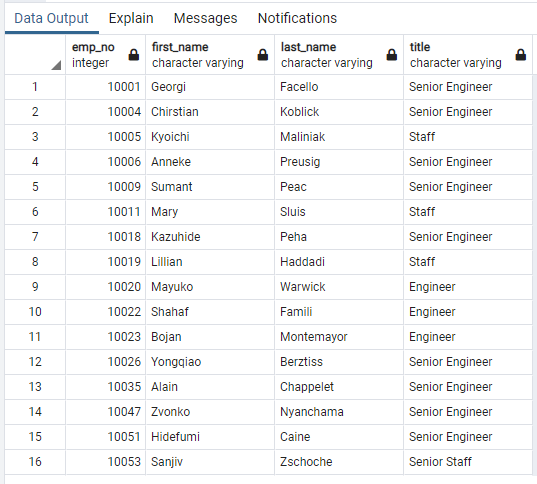 Data Output Explain Messages Notifications
emp_no first_name last_name title
integer character varying character varying character varying
1 10001 Georgi Facello Senior Engineer
2 10004 Chirstian Koblick Senior Engineer
3 10005 Kyoichi Maliniak Staff
4 10006 Anneke Preusig Senior Engineer
5 10009 Sumant Peac Senior Engineer
6 10011 Mary Sluis Staff
7 10018 Kazuhide Peha Senior Engineer
8 10019 Lillian Haddadi Staff
9 10020 Mayuko Warwick Engineer
10 10022 Shahaf Famili Engineer
11 10023 Bojan Montemayor Engineer
12 10026 Yongqiao Berztiss Senior Engineer
13 10035 Alain Chappelet Senior Engineer
14 10047 Zvonko Nyanchama Senior Engineer
15 10051 Hidefumi Caine Senior Engineer
16 10053 Sanjiv Zschoche Senior Staff